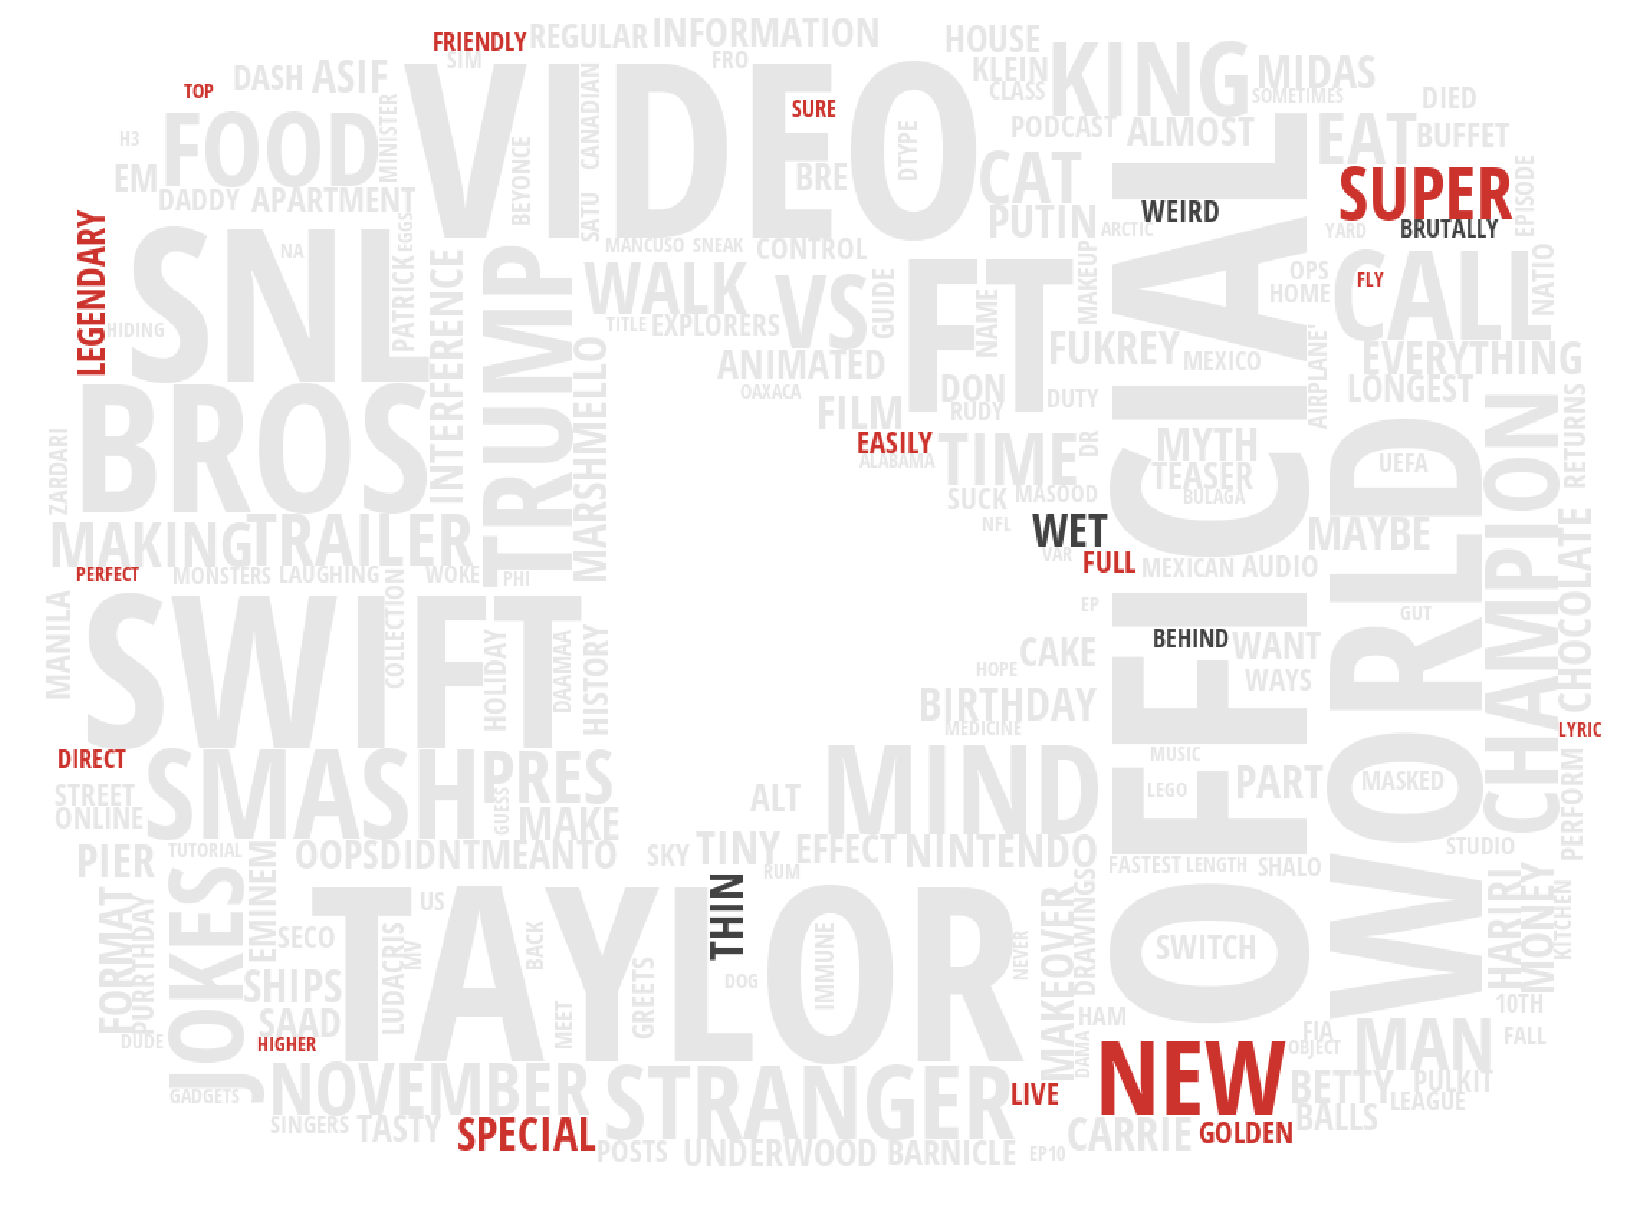 FRIENDLY
REGULAR
INFORMATION
HOUSE
KING
SIM
FRO
KLEIN
MIDAS
TOP
DASH
ASIF
VIDEO
CLASS
SOMETIMES
DIED
SURE
H3
FOOD
MINISTER
CANADIAN
PODCAST
ALMOST
EAT
BUFFET
EM
BEYONCE
BRE
DTYPE
CAT
SUPER
EPISODE
DADDY
APARTMENT
SATU
PUTIN
ARCTIC
WEIRD
YARD
BRUTALLY
LEGENDARY
SNL
NA
EGGS
PATRICK
MANCUSO
SNEAK
CONTROL
MAKEUP
OPS
FLY
CALL
NATIO
HIDING
INTERFERENCE
TRUMP
WALK
VS
GUIDE
FT
NAME
HOME
TITLE
EXPLORERS
FUKREY
MEXICO
AIRPLANE'
EVERYTHING
MARSHMELLO
ANIMATED
DON
LONGEST
BROS
OAXACA
FILM
RUDY
DUTY
OFFICIAL
WORLD
CHAMPION
RETURNS
ZARDARI
EASILY
TIME
DR
MYTH
ALABAMA
TEASER
UEFA
SUCK
MASOOD
BULAGA
MAKING
TRAILER
NFL
WET
MAYBE
CHOCOLATE
VAR
FULL
MEXICAN
AUDIO
PERFECT
MONSTERS
LAUGHING
WOKE
PHI
COLLECTION
MANILA
SWIFT
HOLIDAY
DAAMAA
HISTORY
EP
GUT
CAKE
BEHIND
WANT
HOPE
WAYS
BIRTHDAY
MEDICINE
LYRIC
DIRECT
SMASH
PRES
MIND
MUSIC
PART
MASKED
PERFORM
STREET
GUESS
ALT
LEGO
ONLINE
MAKE
PIER
TUTORIAL
EMINEM
OOPSDIDNTMEANTO
SKY
TINY
EFFECT
NINTENDO
STUDIO
RUM
FASTEST
LENGTH
SHALO
FORMAT
PURRTHDAY
JOKES
TAYLOR
US
THIN
MAKEOVER
DRAWINGS
HARIRI
MONEY
KITCHEN
SECO
LUDACRIS
MV
BACK
IMMUNE
NEVER
SWITCH
SHIPS
GREETS
DOG
10TH
SAAD
MEET
HAM
FIA
FALL
DUDE
HIGHER
DAMA
OBJECT
MAN
NEW
GADGETS
NOVEMBER
STRANGER
LIVE
BETTY
PULKIT
LEAGUE
SINGERS
TASTY
SPECIAL
CARRIE
GOLDEN
BALLS
POSTS
UNDERWOOD
BARNICLE
EP10